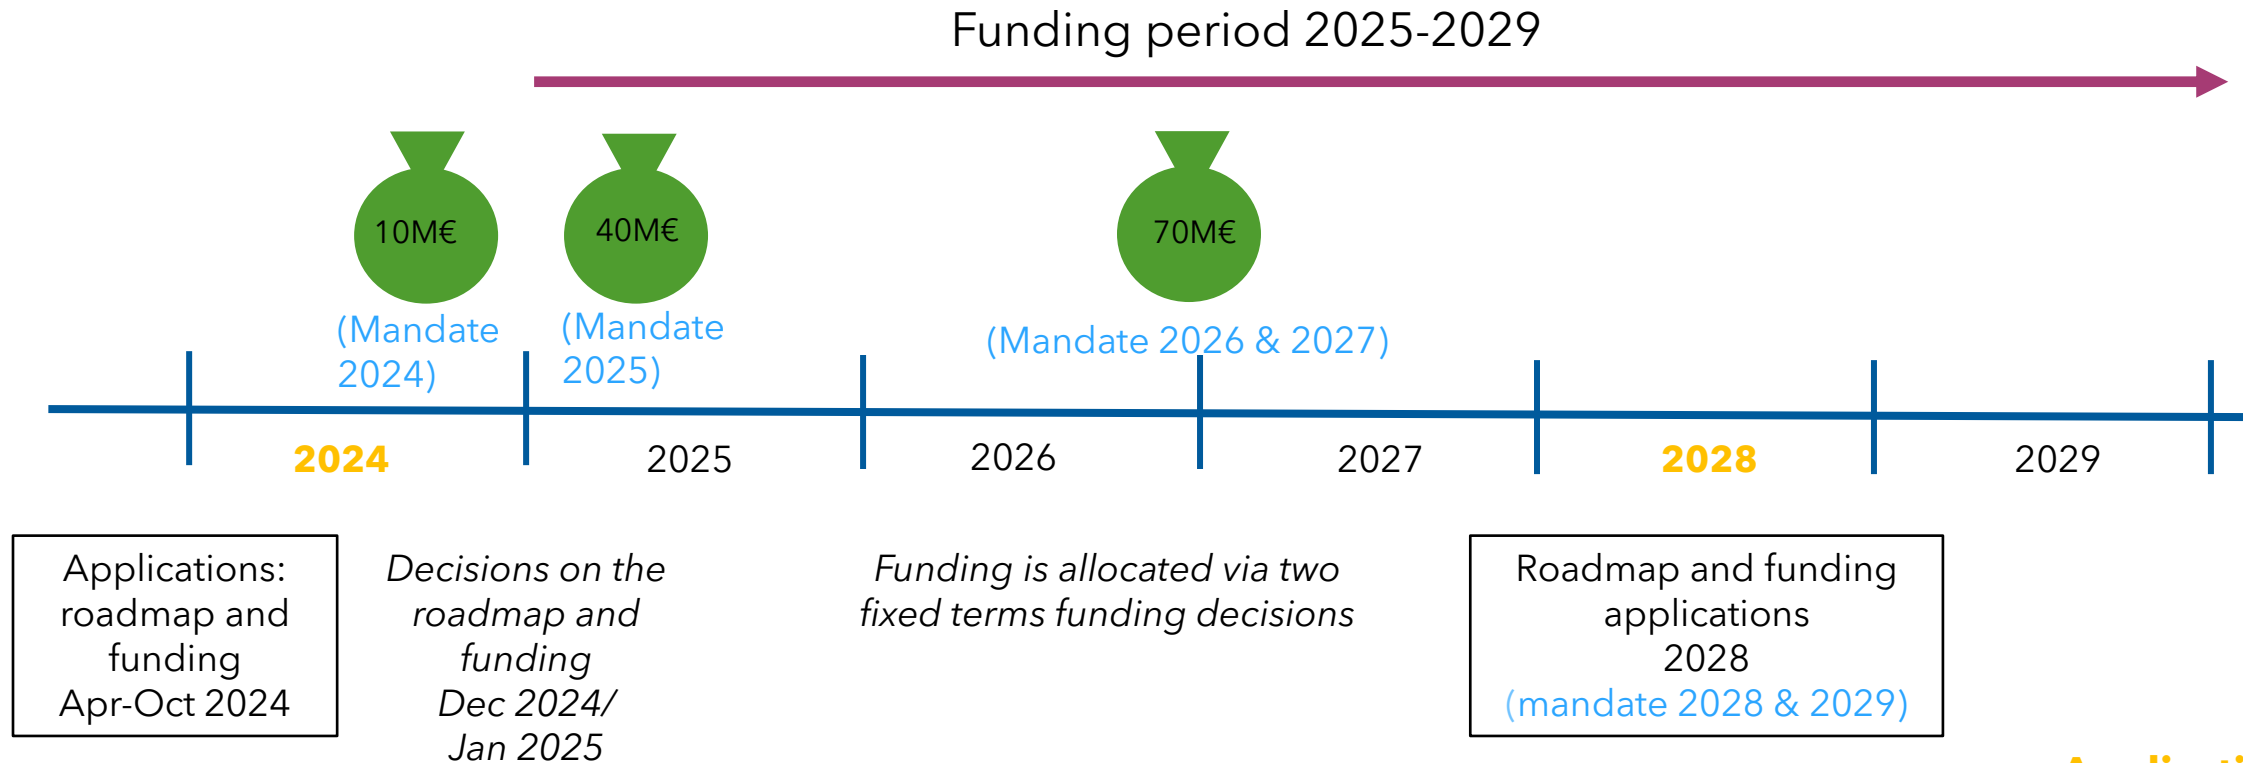 Funding period 2025-2029
10M€
40M€
70M€
(Mandate
2024)
(Mandate
2025)
(Mandate 2026 & 2027)
2024
2025
2026
2027
2028
2029
Applications:
roadmap and
funding
Apr-Oct 2024
Decisions on the
roadmap and
funding
Dec 2024/
Jan 2025
Funding is allocated via two
fixed terms funding decisions
Roadmap and funding
applications
2028
(mandate 2028 & 2029)